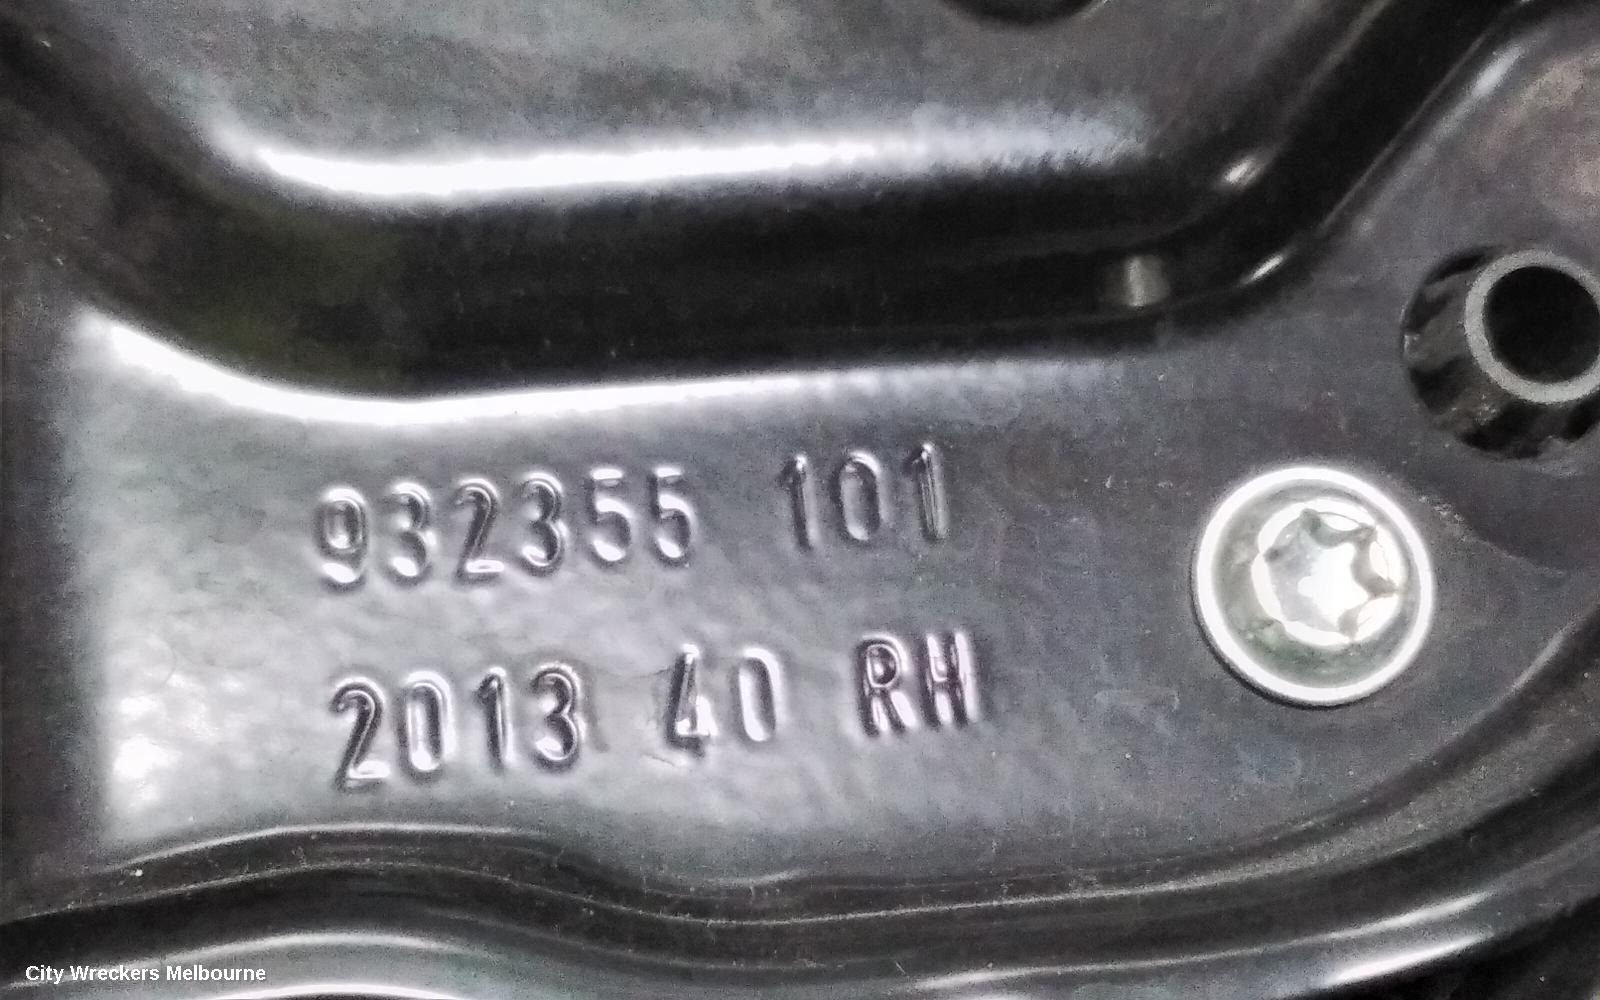 932355 101
2013 40 RH
City Wreckers Melbourne